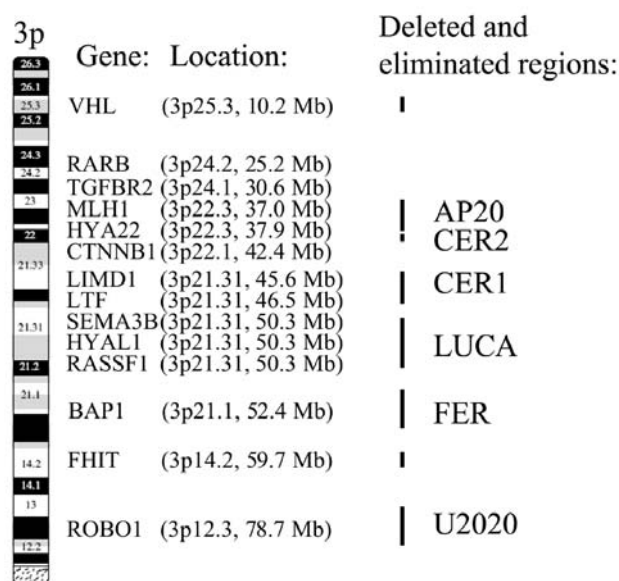 3p
Gene: Location:
Deleted and
eliminated regions:
26.3
26.1
25.3
25.2
24.3
24.2
23
22
21.33
21.31
21.2
21.1
14.2
14.1
13
12.2
VHL (3p25.3, 10.2 Mb)
RARB (3p24.2, 25.2 Mb)
TGFBR2 (3p24.1, 30.6 Mb)
MLH1 (3p22.3, 37.0 Mb) AP20
HYA22 (3p22.3, 37.9 Mb) CER2
CTNNB1 (3p22.1, 42.4 Mb)
LIMD1 (3p21.31, 45.6 Mb) CER1
LTF (3p21.31, 46.5 Mb)
SEMA3B(3p21.31, 50.3 Mb)
HYAL1 (3p21.31, 50.3 Mb) LUCA
RASSF1 (3p21.31, 50.3 Mb)
BAP1 (3p21.1, 52.4 Mb) FER
FHIT (3p14.2, 59.7 Mb)
ROBO1 (3p12.3, 78.7 Mb) U2020